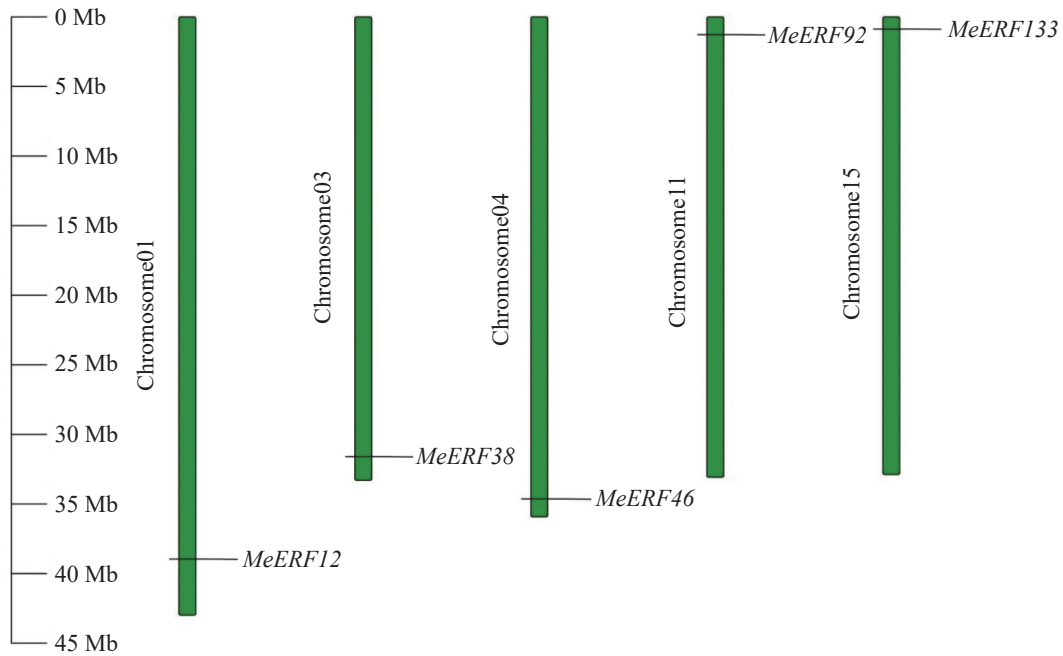 0 Mb
5 Mb
10 Mb
15 Mb
20 Mb
25 Mb
30 Mb
35 Mb
40 Mb
45 Mb
Chromosome01
MeERF12
Chromosome03
MeERF38
Chromosome04
MeERF46
Chromosome11
MeERF92
Chromosome15
MeERF133